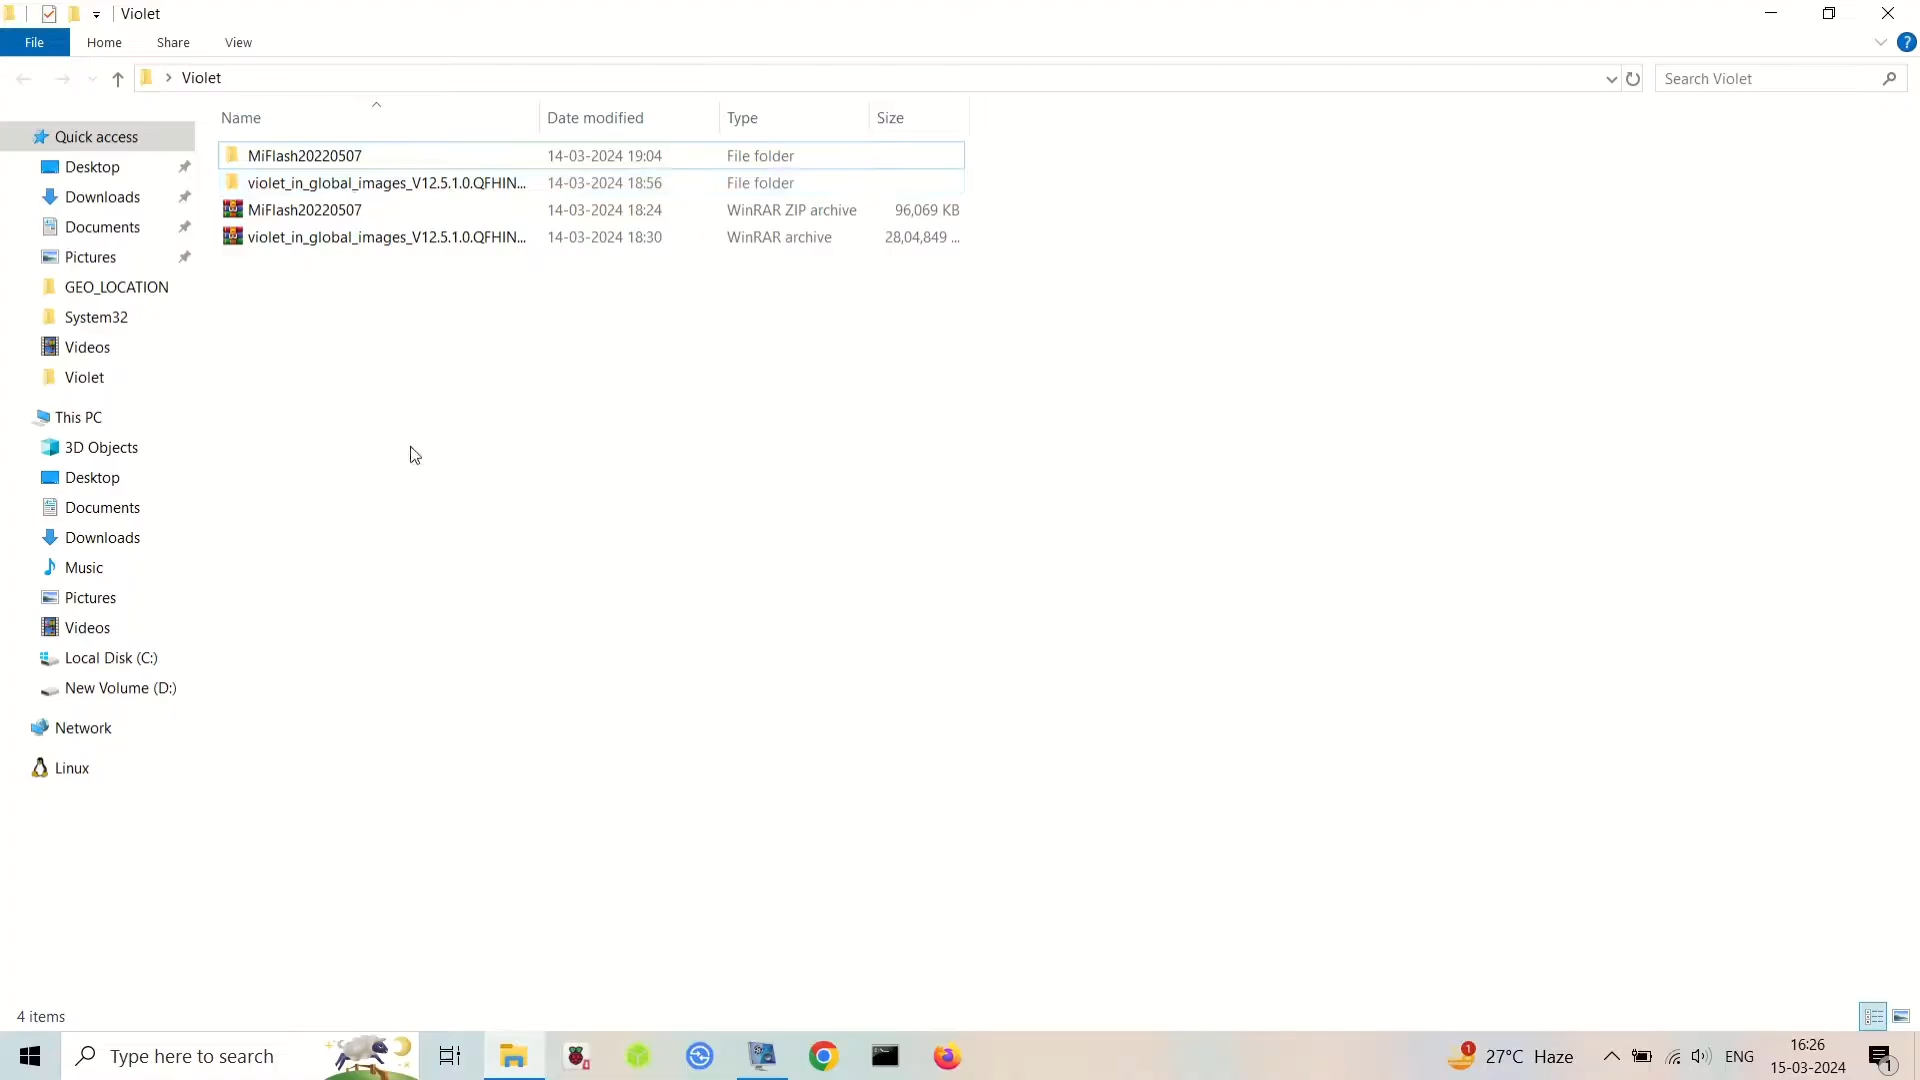 Violet
File Home Share View
Violet
Search Violet
Name Date modified Type Size
MiFlash20220507 14-03-2024 19:04 File folder
violet_in_global_images_V12.5.1.0.QFHIN... 14-03-2024 18:56 File folder
MiFlash20220507 14-03-2024 18:24 WinRAR ZIP archive 96,069 KB
violet_in_global_images_V12.5.1.0.QFHIN... 14-03-2024 18:30 WinRAR archive 28,04,849 ...
Quick access
Desktop
Downloads
Documents
Pictures
GEO_LOCATION
System32
Videos
Violet
This PC
3D Objects
Desktop
Documents
Downloads
Music
Pictures
Videos
Local Disk (C:)
New Volume (D:)
Network
Linux
4 items
Type here to search
1
27°C Haze
ENG
16:26
15-03-2024
1